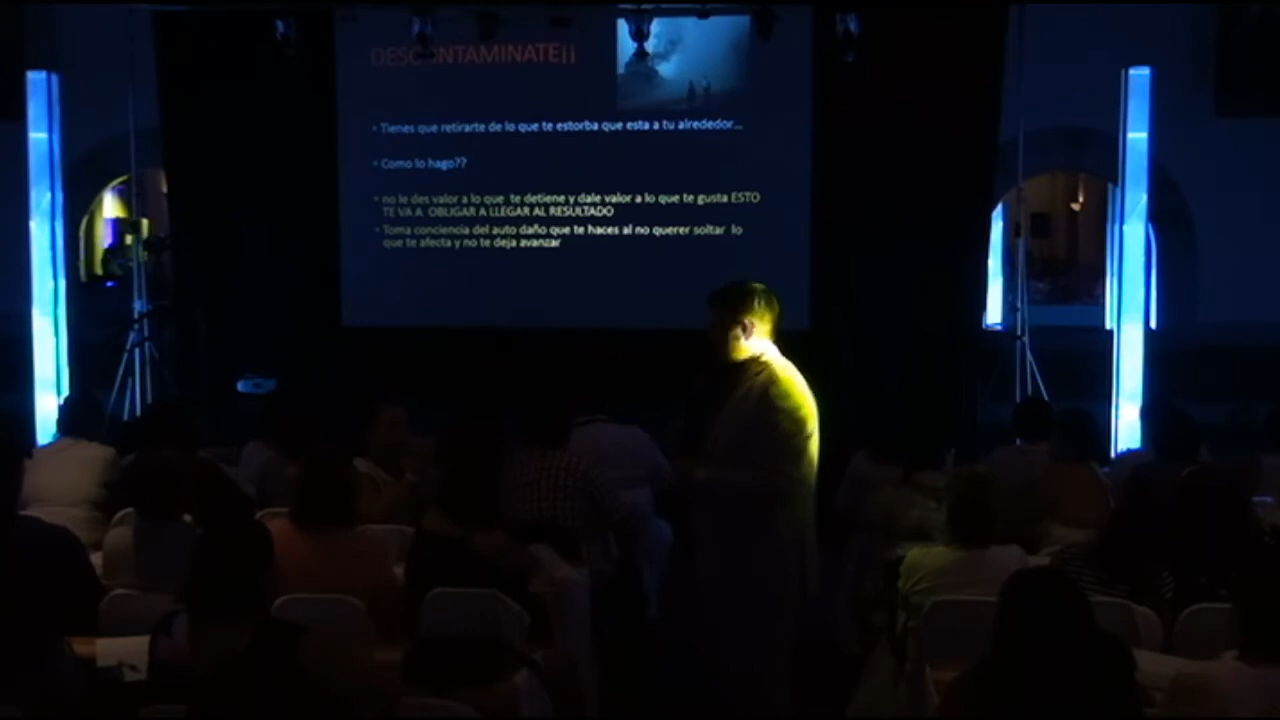 DESCONTAMINATE¡¡
• Tienes que retirarte de lo que te estorba que esta a tu alrededor...
• Como lo hago??
• no le des valor a lo que te detiene y dale valor a lo que te gusta ESTO
TE VA A OBLIGAR A LLEGAR AL RESULTADO
• Toma conciencia del auto daño que te haces al no querer soltar lo
que te afecta y no te deja avanzar